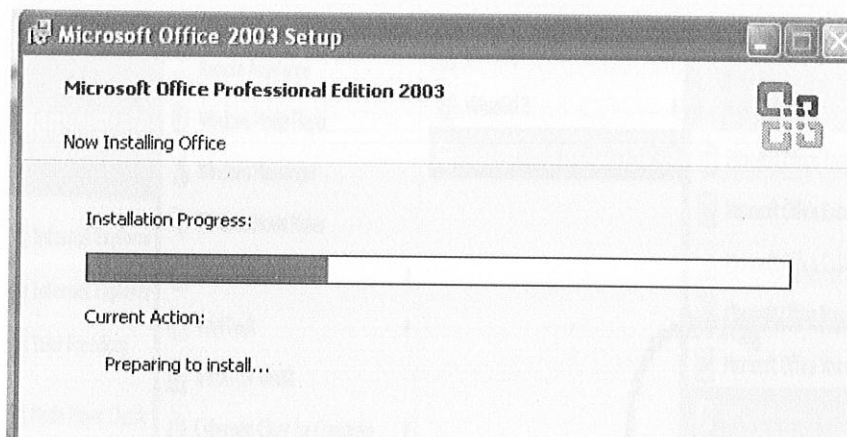 Microsoft Office 2003 Setup
Microsoft Office Professional Edition 2003
Now Installing Office
Installation Progress:
Current Action:
Preparing to install...